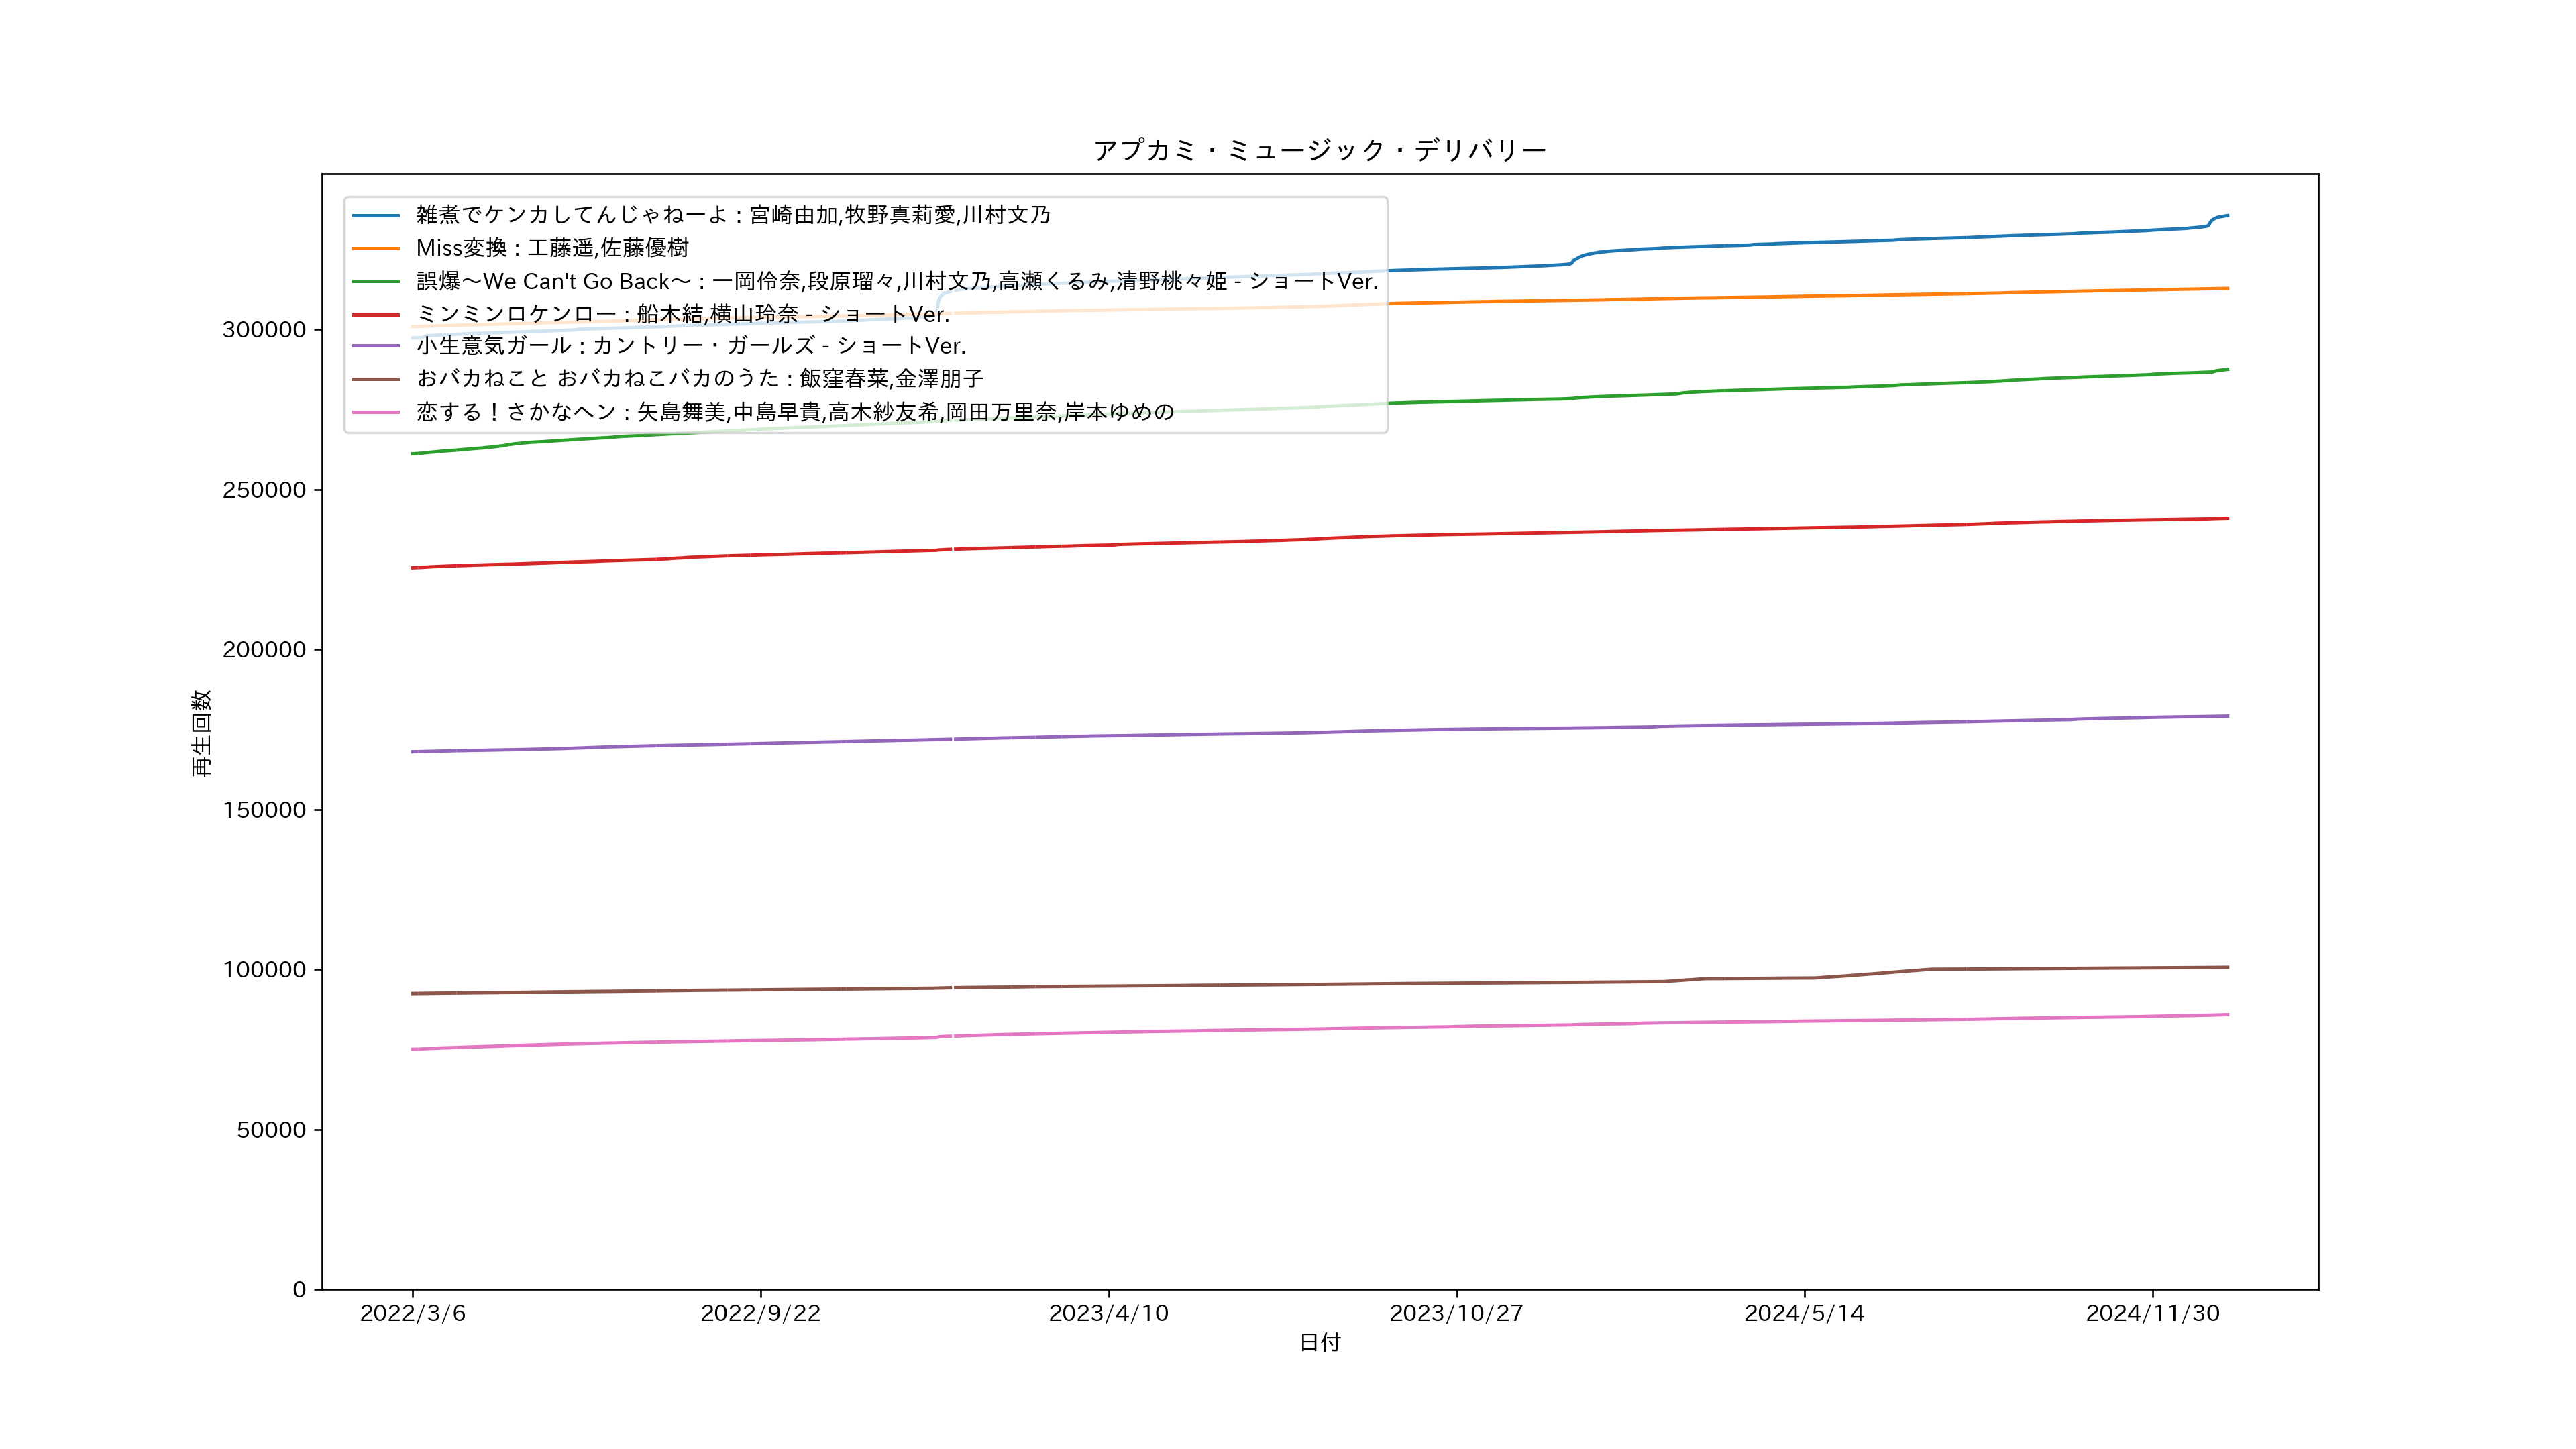 アプカミ・ミュージック・デリバリー
雑煮でケンカしてんじゃねーよ : 宮崎由加,牧野真莉愛,川村文乃
Miss変換 : 工藤遥,佐藤優樹
誤爆〜We Can't Go Back〜 : 一岡伶奈,段原瑠々,川村文乃,高瀬くるみ,清野桃々姫 - ショートVer.
ミンミンロケンロー : 船木結,横山玲奈 - ショートVer.
小生意気ガール : カントリー・ガールズ - ショートVer.
おバカねこと おバカねこバカのうた : 飯窪春菜,金澤朋子
恋する！さかなヘン : 矢島舞美,中島早貴,高木紗友希,岡田万里奈,岸本ゆめの
300000
250000
200000
150000
100000
50000
0
再生回数
2022/3/6
2022/9/22
2023/4/10
2023/10/27
2024/5/14
2024/11/30
日付